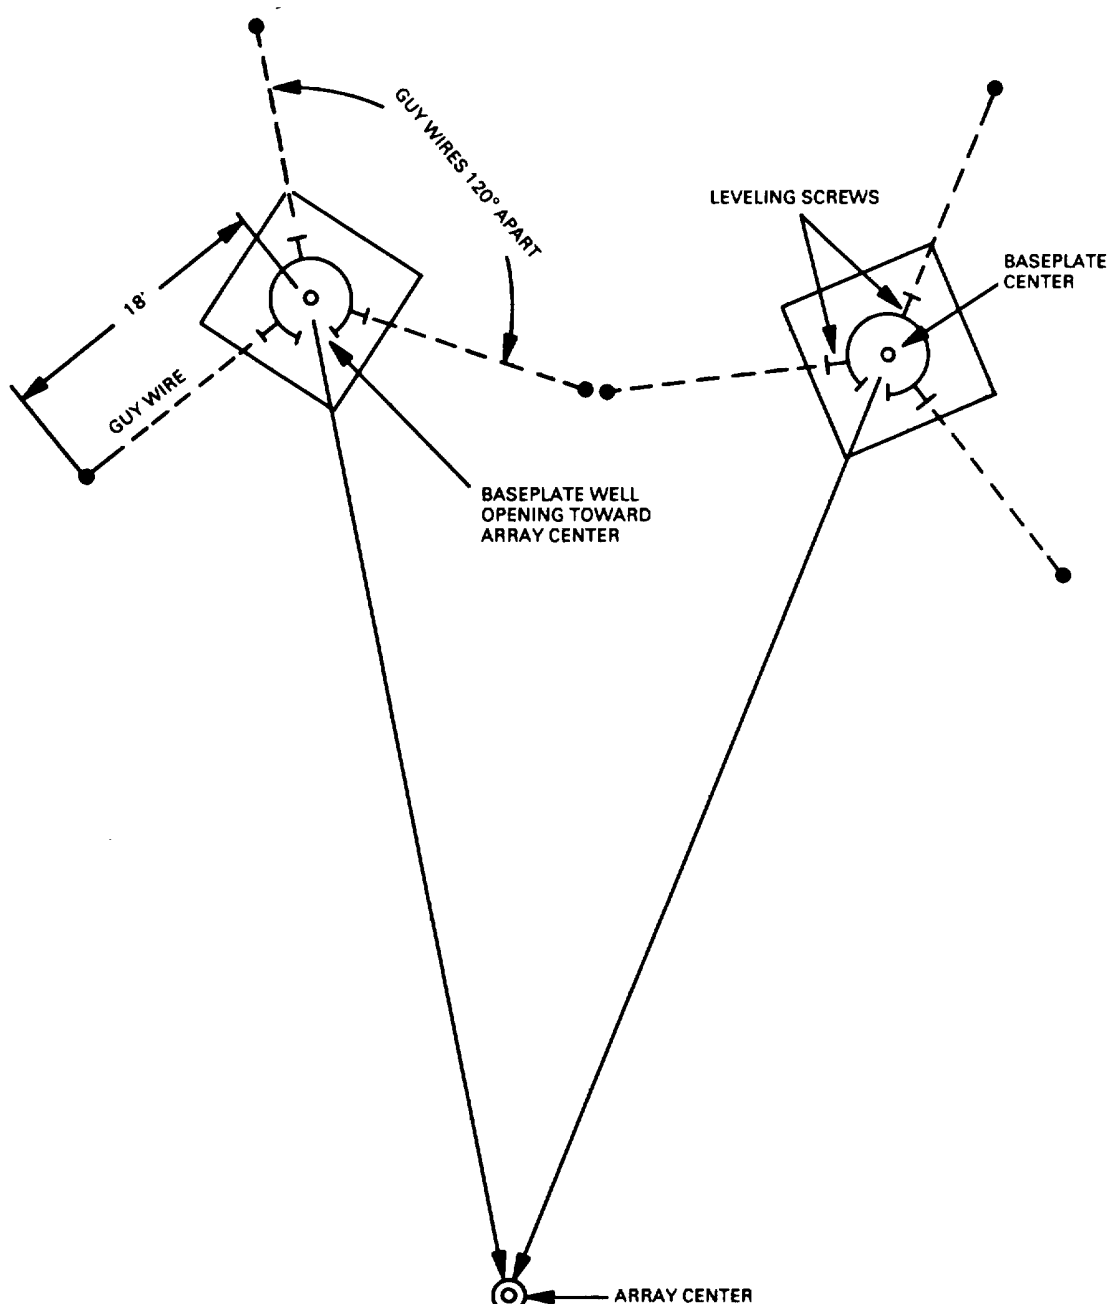 GUY WIRES 120° APART
LEVELING SCREWS
BASEPLATE
CENTER
18'
GUY WIRE
BASEPLATE WELL
OPENING TOWARD
ARRAY CENTER
ARRAY CENTER